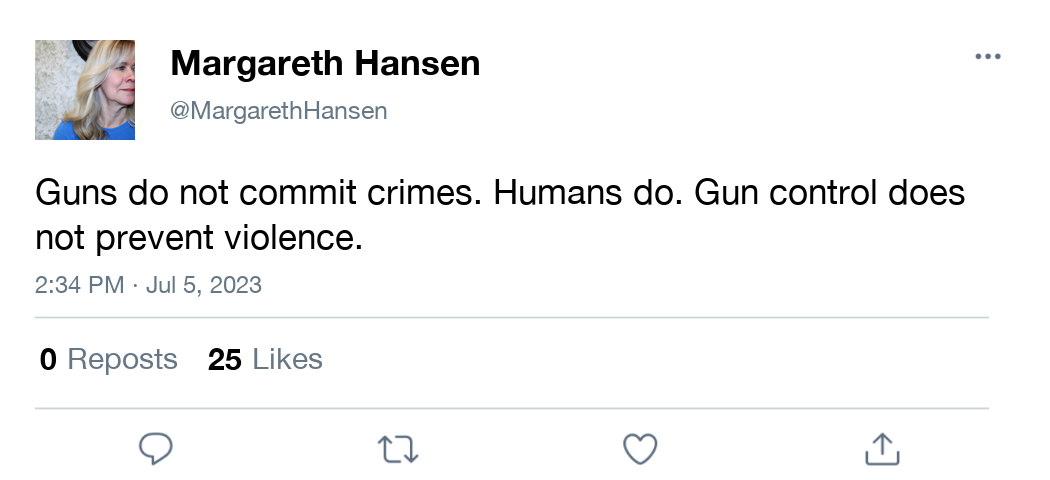 Margareth Hansen
@MargarethHansen
Guns do not commit crimes. Humans do. Gun control does
not prevent violence.
2:34 PM · Jul 5, 2023
0 Reposts 25 Likes